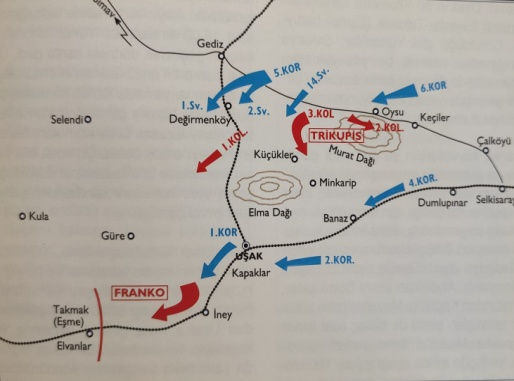 Simav
Gediz
5.KOR
14.Sv.
6.KOR
1.Sv.
2.Sv.
Değirmenköy
Selendi
Oysu
3.KOL
2.KOL.
Keçiler
TRİKUPİS
1.KOL.
Murat Dağı
Çalköyü
Küçükler
Minkarip
4.KOR.
Elma Dağı
Dumlupınar
Selkisaray
Kula
Banaz
Güre
1.KOR
UŞAK
Kapaklar
2.KOR.
FRANKO
Takmak
(Eşme)
İney
Elvanlar